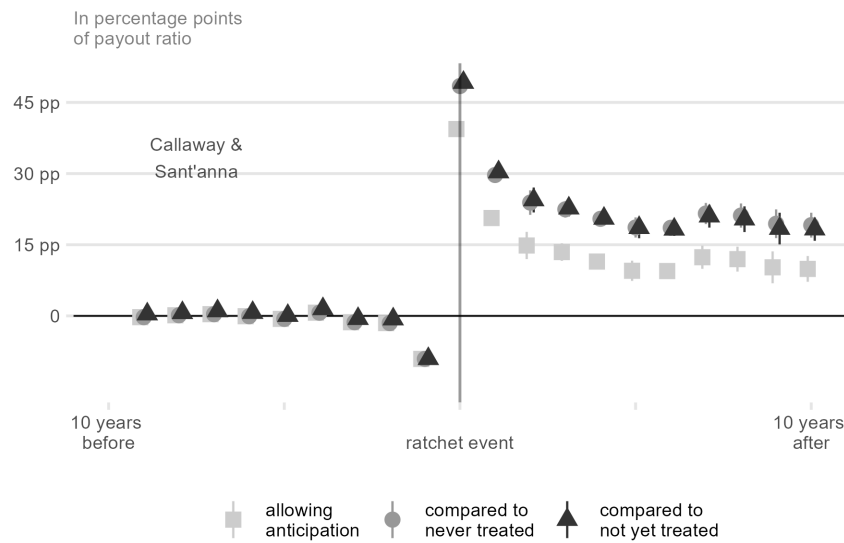 In percentage points
of payout ratio
45 pp
Callaway &
Sant'anna
30 pp
15 pp
0
10 years
before
ratchet event
10 years
after
allowing
anticipation
compared to
never treated
compared to
not yet treated